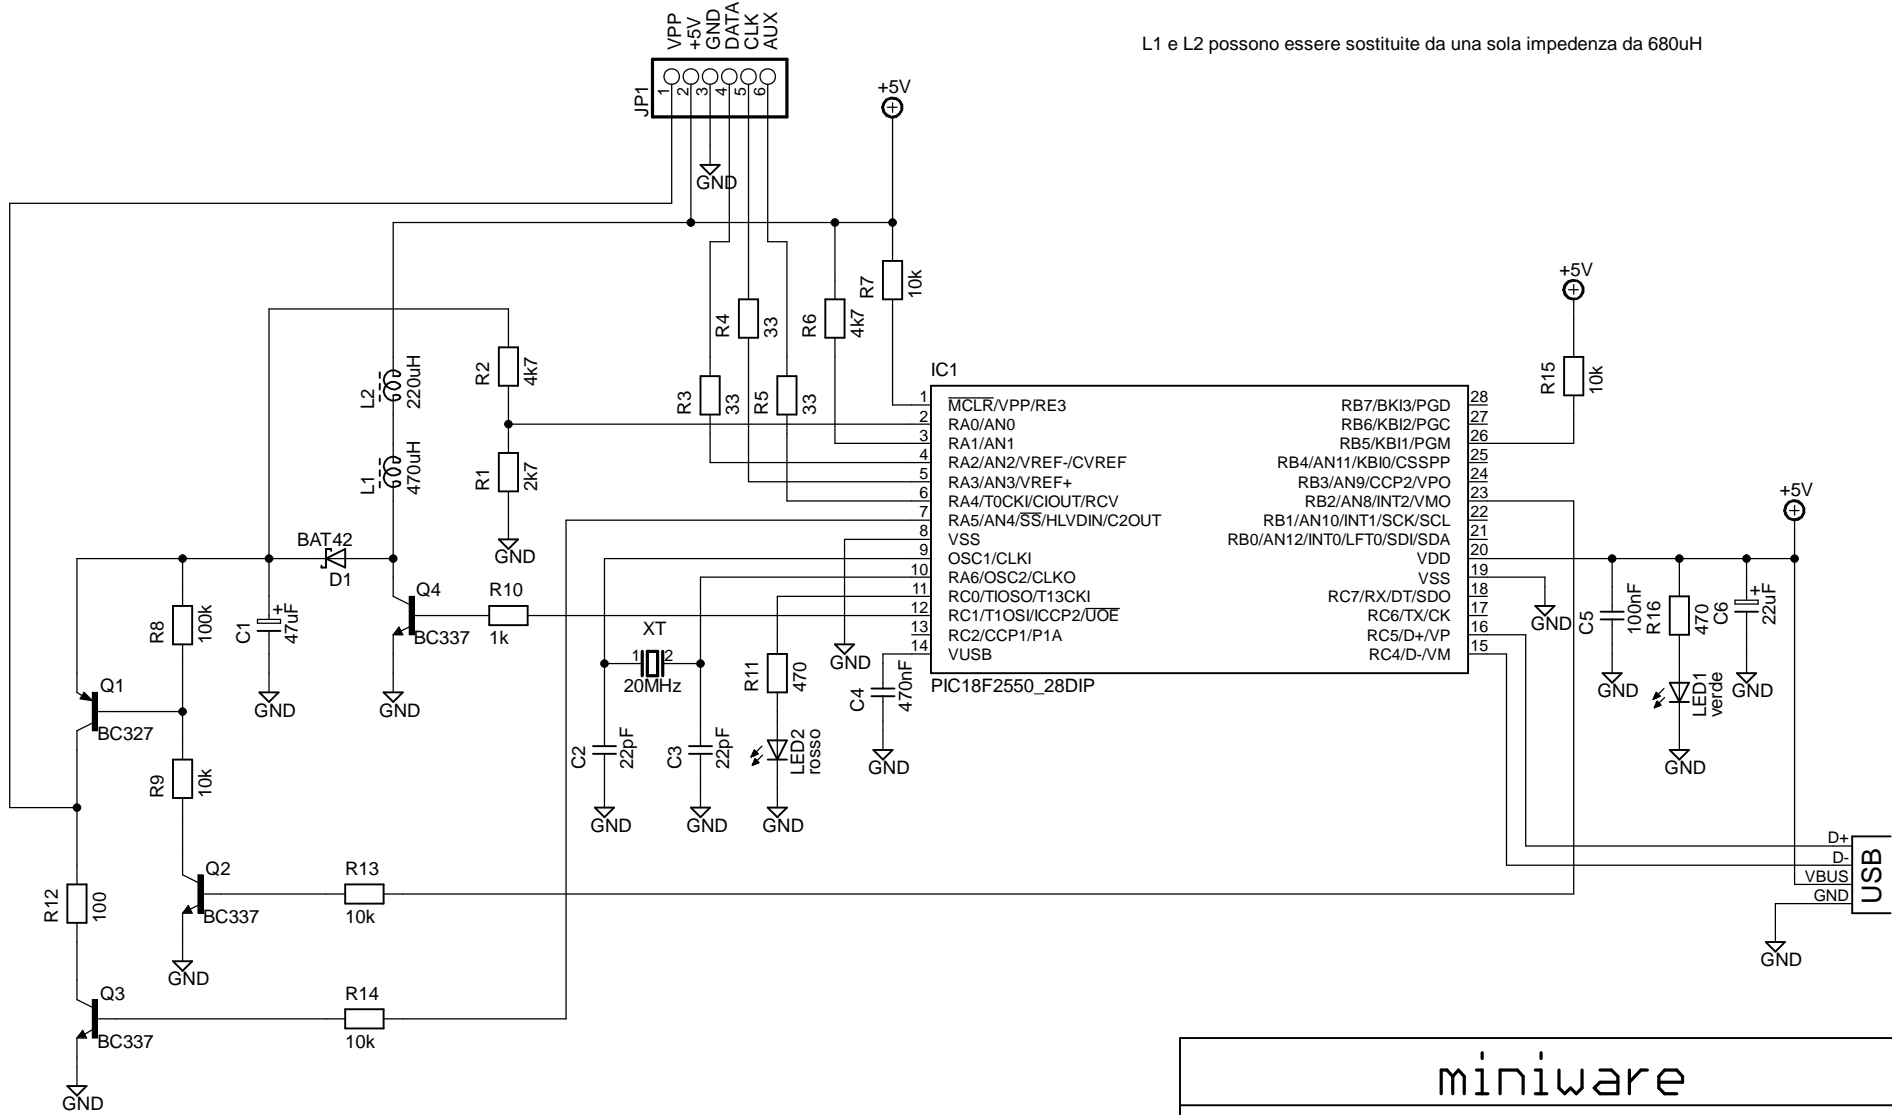 VPP
+5V
GND
DATA
CLK
AUX
L1 e L2 possono essere sostituite da una sola impedenza da 680uH
JP1
1
2
3
4
5
6
GND
+5V
R7
10k
R4
33
R6
4k7
R3
33
R5
33
R2
4k7
R1
2k7
GND
L2
220uH
L1
470uH
+5V
R15
10k
IC1
1
2
3
4
5
6
7
8
9
10
11
12
13
14
MCLR/VPP/RE3
RA0/AN0
RA1/AN1
RA2/AN2/VREF-/CVREF
RA3/AN3/VREF+
RA4/T0CKI/CIOUT/RCV
RA5/AN4/SS/HLVDIN/C2OUT
VSS
OSC1/CLKI
RA6/OSC2/CLKO
RC0/TIOSO/T13CKI
RC1/T1OSI/ICCP2/UOE
RC2/CCP1/P1A
VUSB
RB7/BKI3/PGD
RB6/KBI2/PGC
RB5/KBI1/PGM
RB4/AN11/KBI0/CSSPP
RB3/AN9/CCP2/VPO
RB2/AN8/INT2/VMO
RB1/AN10/INT1/SCK/SCL
RB0/AN12/INT0/LFT0/SDI/SDA
VDD
VSS
RC7/RX/DT/SDO
RC6/TX/CK
RC5/D+/VP
RC4/D-/VM
28
27
26
25
24
23
22
21
20
19
18
17
16
15
PIC18F2550_28DIP
BAT42
D1
R8
100k
C1
+
47uF
GND
Q4
BC337
GND
R10
1k
XT
1
2
20MHz
C2
22pF
GND
C3
22pF
GND
R11
470
LED2
rosso
GND
GND
C4
470nF
GND
+5V
GND
C5
100nF
GND
R16
470
LED1
verde
GND
C6
+
22uF
GND
Q1
BC327
R9
10k
Q2
BC337
GND
R13
10k
R12
100
Q3
BC337
GND
R14
10k
D+
D-
VBUS
GND
USB
GND
miniware